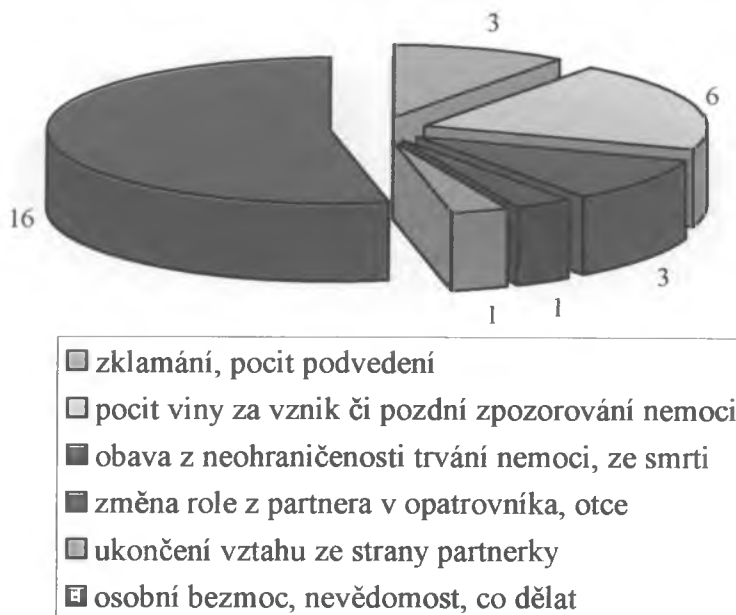 3
6
16
3
1
1
zklamání, pocit podvedení
pocit viny za vznik či pozdní zpozorování nemoci
obava z neohraničenosti trvání nemoci, ze smrti
změna role z partnera v opatrovníka, otce
ukončení vztahu ze strany partnerky
osobní bezmoc, nevědomost, co dělat